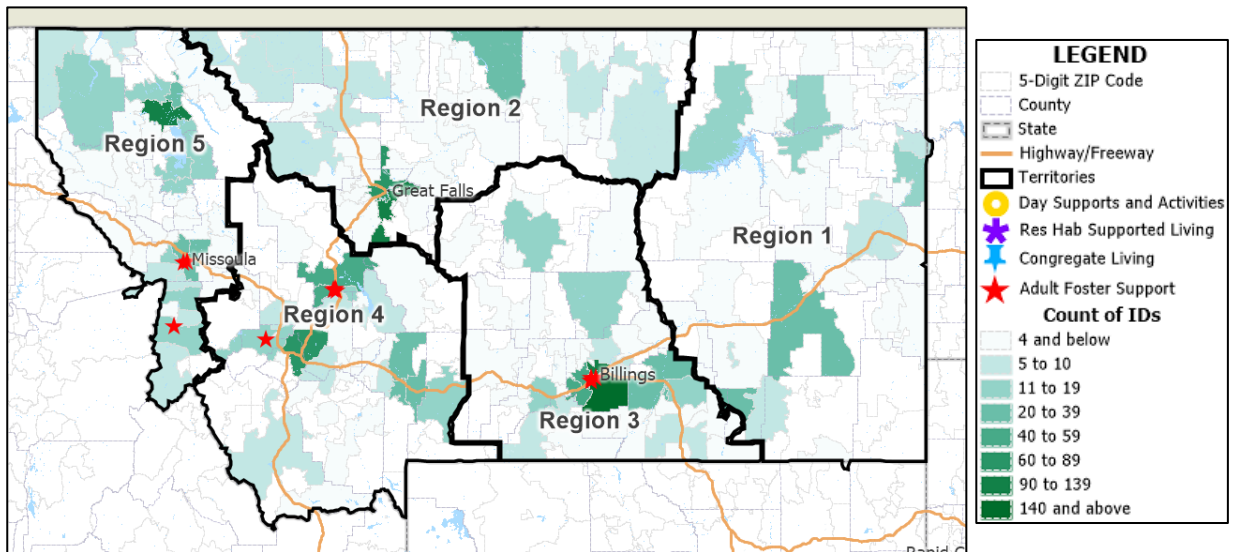 Region 2
Region 5
Great Falls
Region 1
Missoula
Region 4
Billings
Region 3
LEGEND
5-Digit ZIP Code
County
State
Highway/Freeway
Territories
Day Supports and Activities
Res Hab Supported Living
Congregate Living
Adult Foster Support
Count of IDs
4 and below
5 to 10
11 to 19
20 to 39
40 to 59
60 to 89
90 to 139
140 and above